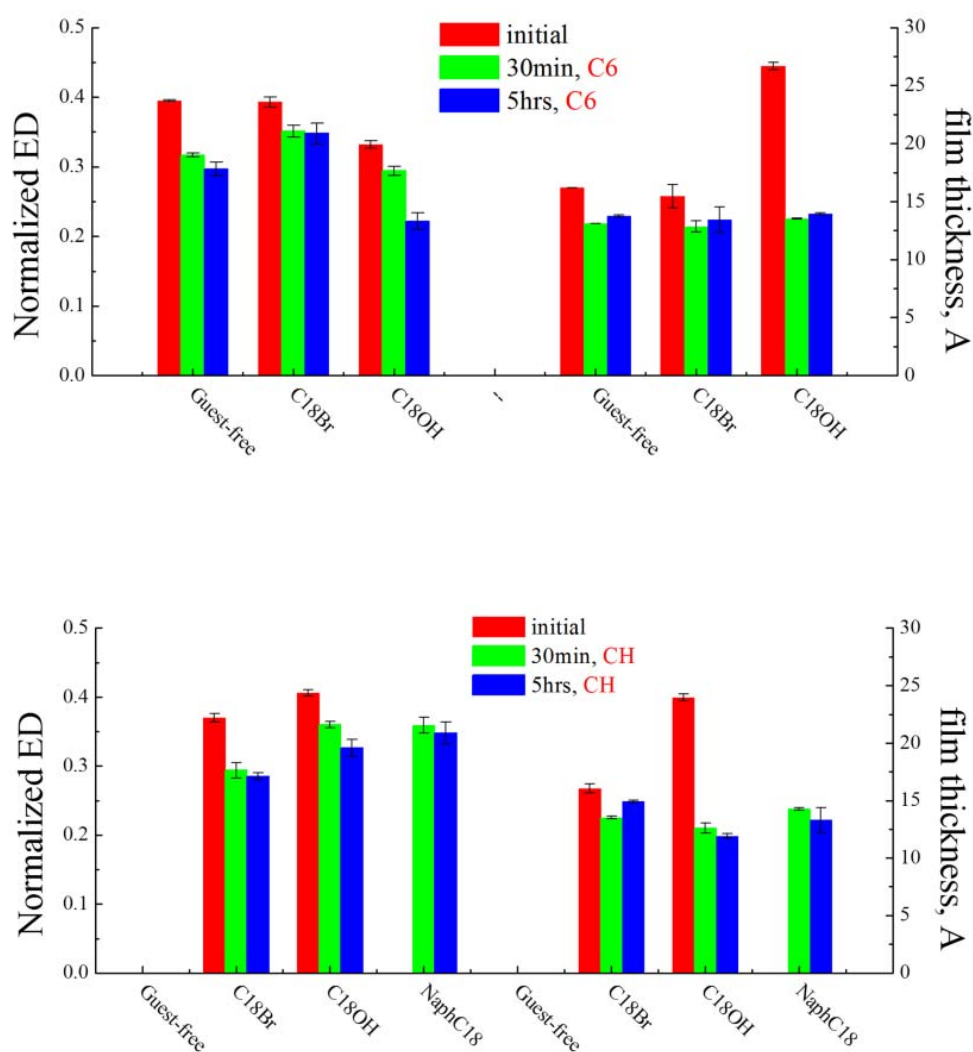 0.5
0.4
0.3
0.2
0.1
0.0
Normalized ED
initial
30min, C6
5hrs, C6
30
25
20
15
10
5
0
film thickness, A
Guest-free
C18Br
C18OH
--
Guest-free
C18Br
C18OH
0.5
0.4
0.3
0.2
0.1
0.0
Normalized ED
initial
30min, CH
5hrs, CH
30
25
20
15
10
5
0
film thickness, A
Guest-free
C18Br
C18OH
NaphC18
Guest-free
C18Br
C18OH
NaphC18